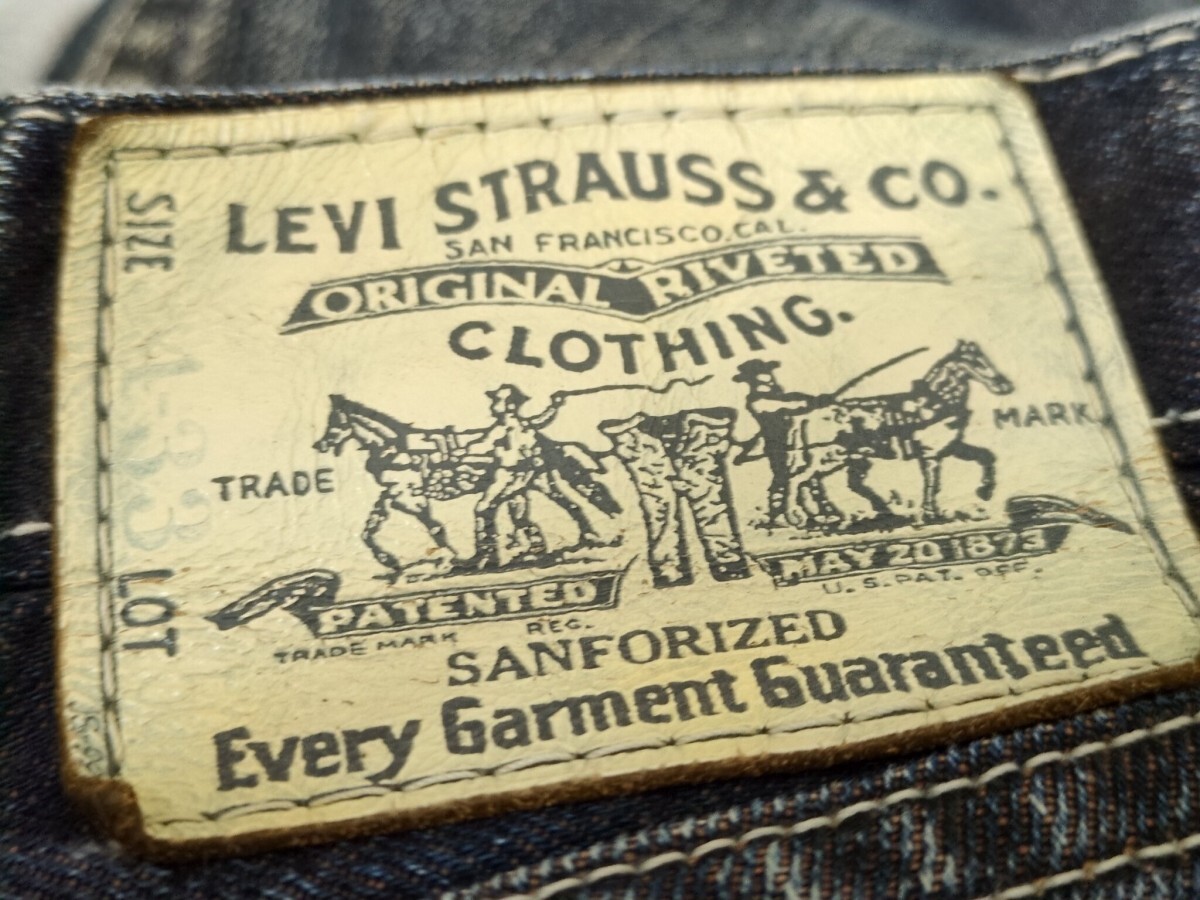 LEVI STRAUSS & CO.
SAN FRANCISCO, CAL.
ORIGINAL RIVETED
CLOTHING.
TRADE
MARK
PATENTED
MAY 20 1873
TRADE MARK
REG.
U.S. PAT. OFF.
SANFORIZED
Every Garment Guaranteed
SIZE
LOT